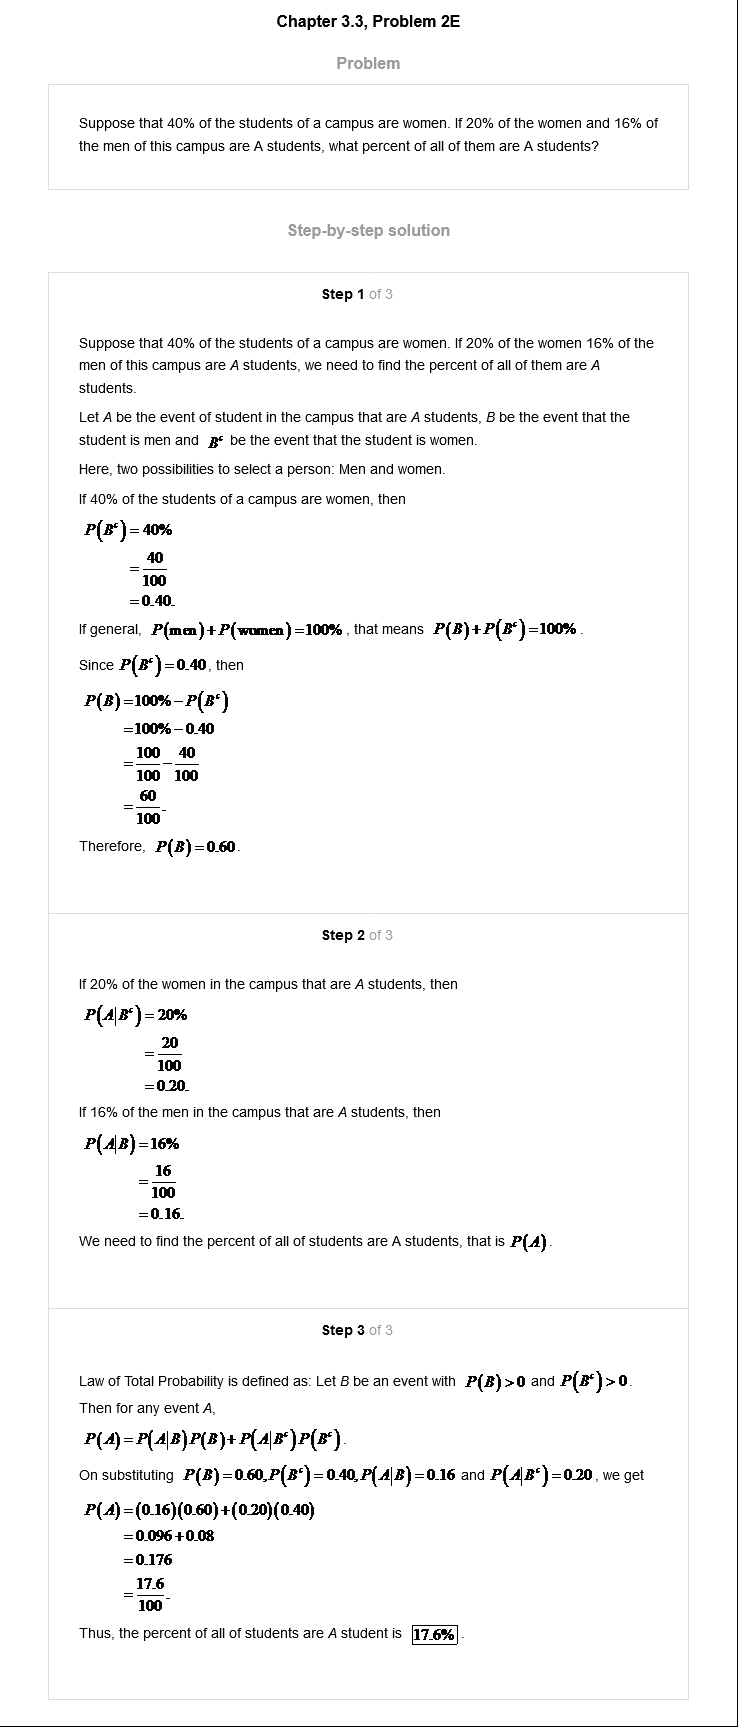 Chapter 3.3, Problem 2E
Problem
Suppose that 40% of the students of a campus are women. If 20% of the women and 16% of
the men of this campus are A students, what percent of all of them are A students?
Step-by-step solution
Step 1 of 3
Suppose that 40% of the students of a campus are women. If 20% of the women 16% of the
men of this campus are A students, we need to find the percent of all of them are A
students.
Let A be the event of student in the campus that are A students, B be the event that the
student is men and B^c be the event that the student is women.
Here, two possibilities to select a person: Men and women.
If 40% of the students of a campus are women, then
P(B^c) = 40%
= 40/100
= 0.40.
If general, P(men)+P(women)=100%, that means P(B)+P(B^c)=100%.
Since P(B^c)=0.40, then
P(B)=100%−P(B^c)
=100%−0.40
= 100/100 − 40/100
= 60/100.
Therefore, P(B)=0.60.
Step 2 of 3
If 20% of the women in the campus that are A students, then
P(A|B^c)=20%
= 20/100
=0.20.
If 16% of the men in the campus that are A students, then
P(A|B)=16%
= 16/100
=0.16.
We need to find the percent of all of students are A students, that is P(A).
Step 3 of 3
Law of Total Probability is defined as: Let B be an event with P(B)>0 and P(B^c)>0.
Then for any event A,
P(A)=P(A|B)P(B)+P(A|B^c)P(B^c).
On substituting P(B)=0.60,P(B^c)=0.40,P(A|B)=0.16 and P(A|B^c)=0.20, we get
P(A)=(0.16)(0.60)+(0.20)(0.40)
=0.096+0.08
=0.176
= 17.6/100.
Thus, the percent of all of students are A student is 17.6%.